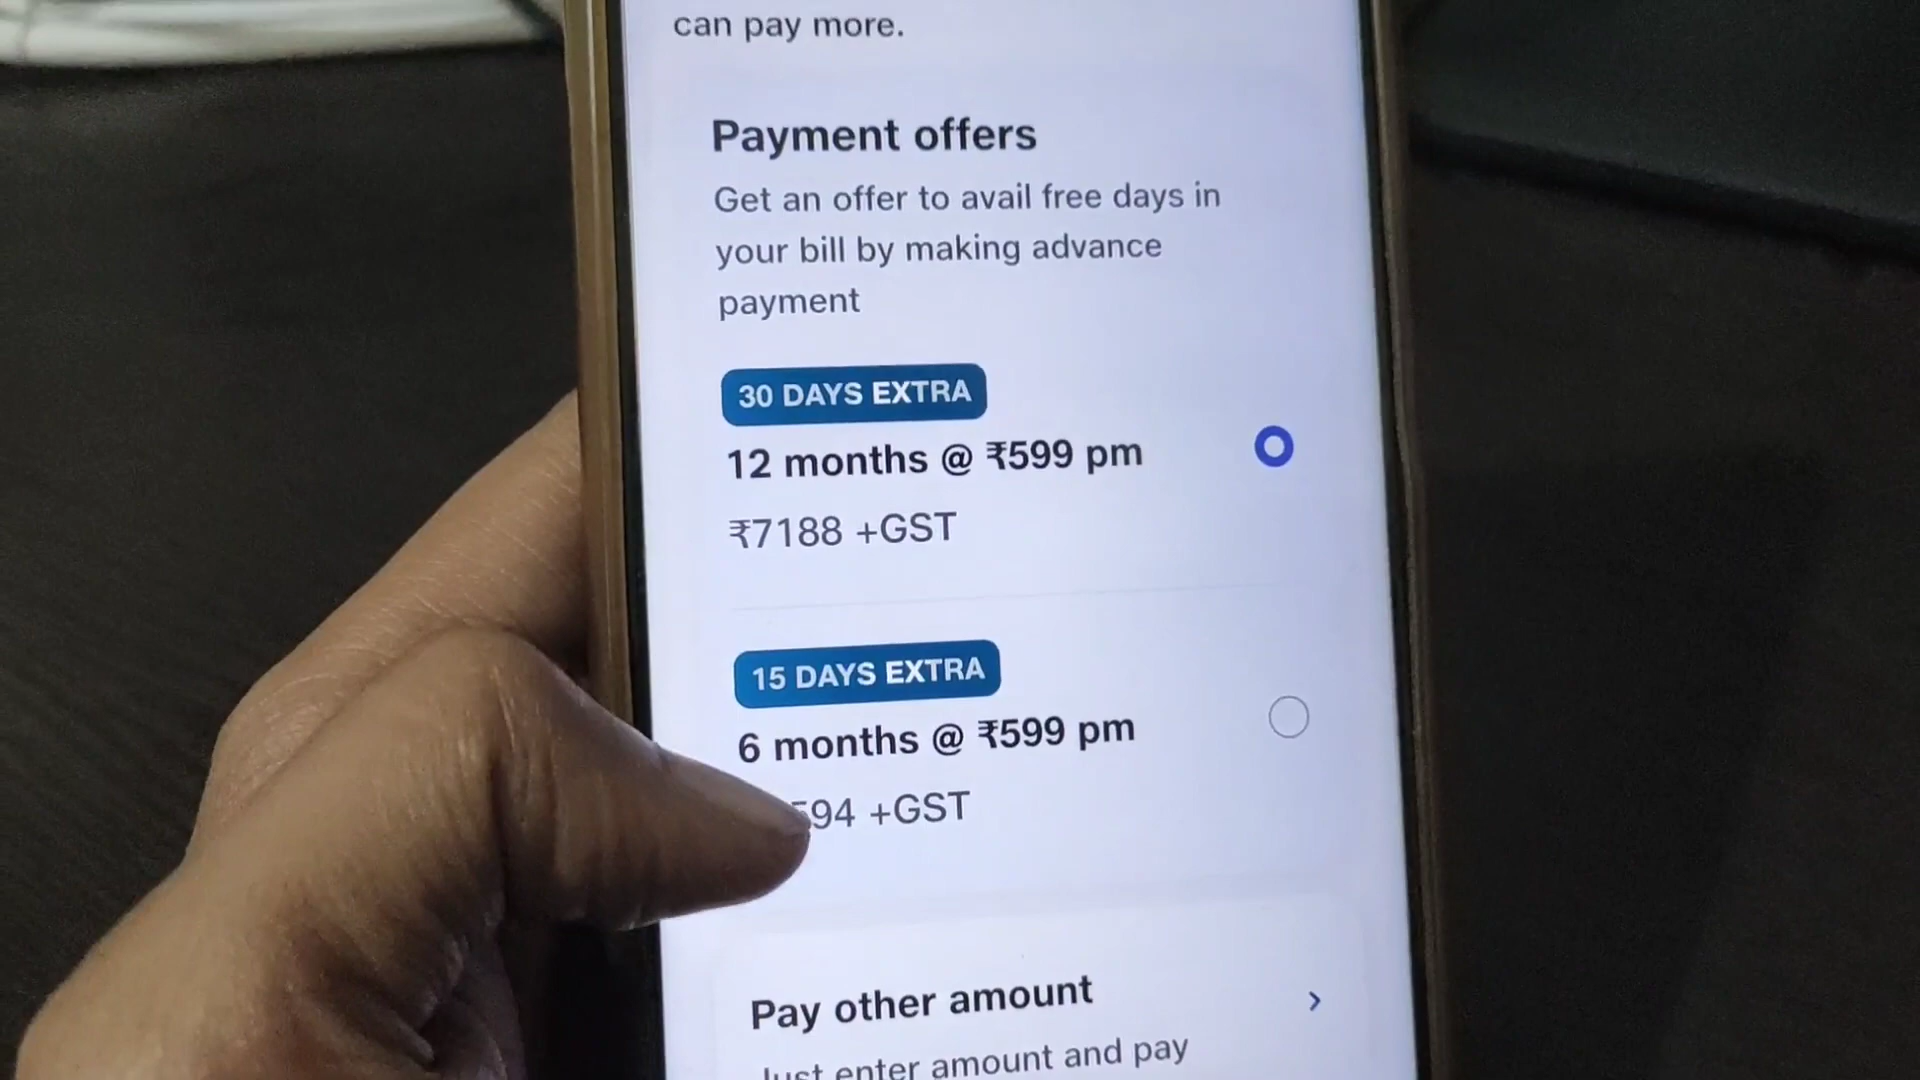 can pay more.
Payment offers
Get an offer to avail free days in
your bill by making advance
payment
30 DAYS EXTRA
12 months @ ₹599 pm
₹7188 +GST
15 DAYS EXTRA
6 months @ ₹599 pm
594 +GST
Pay other amount
Just enter amount and pay